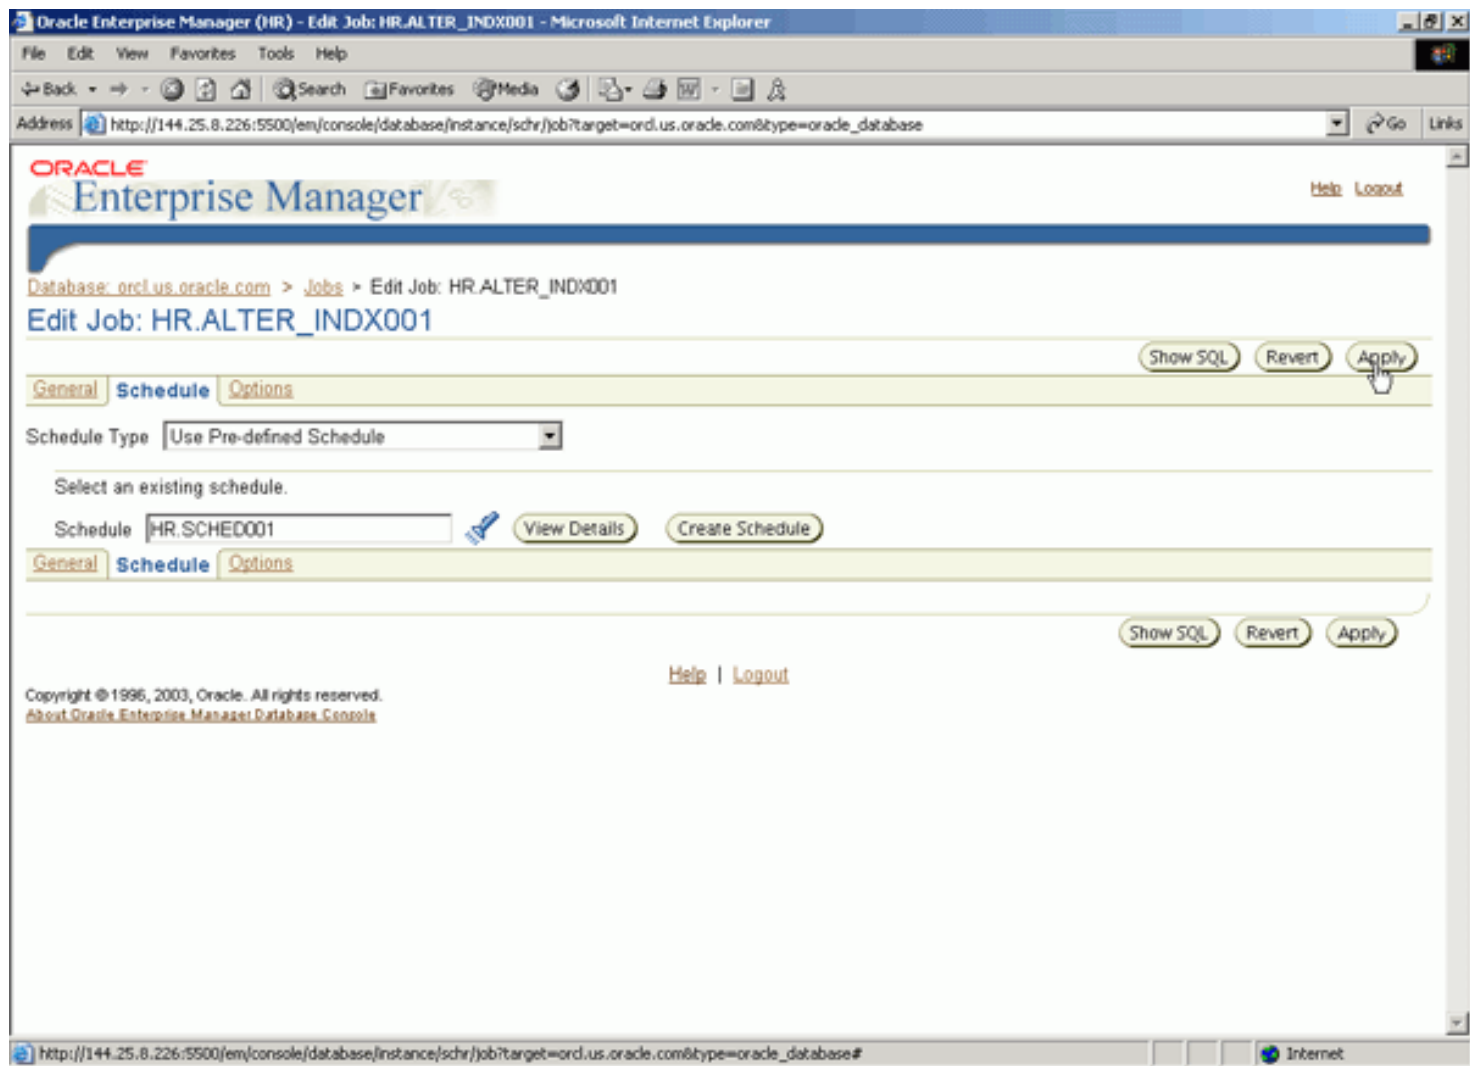 Oracle Enterprise Manager (HR) - Edit Job: HR.ALTER_INDX001 - Microsoft Internet Explorer
File Edit View Favorites Tools Help
Back Search Favorites Media
Address http://144.25.8.226:5500/em/console/database/instance/schr/job?target=orcl.us.oracle.com&type=oracle_database Go Links
ORACLE
Enterprise Manager
Help Logout
Database: orcl.us.oracle.com > Jobs > Edit Job: HR.ALTER_INDX001
Edit Job: HR.ALTER_INDX001
Show SQL Revert Apply
General Schedule Options
Schedule Type Use Pre-defined Schedule
Select an existing schedule.
Schedule HR.SCHED001 View Details Create Schedule
General Schedule Options
Show SQL Revert Apply
Help | Logout
Copyright © 1996, 2003, Oracle. All rights reserved.
About Oracle Enterprise Manager Database Console
http://144.25.8.226:5500/em/console/database/instance/schr/job?target=orcl.us.oracle.com&type=oracle_database# Internet